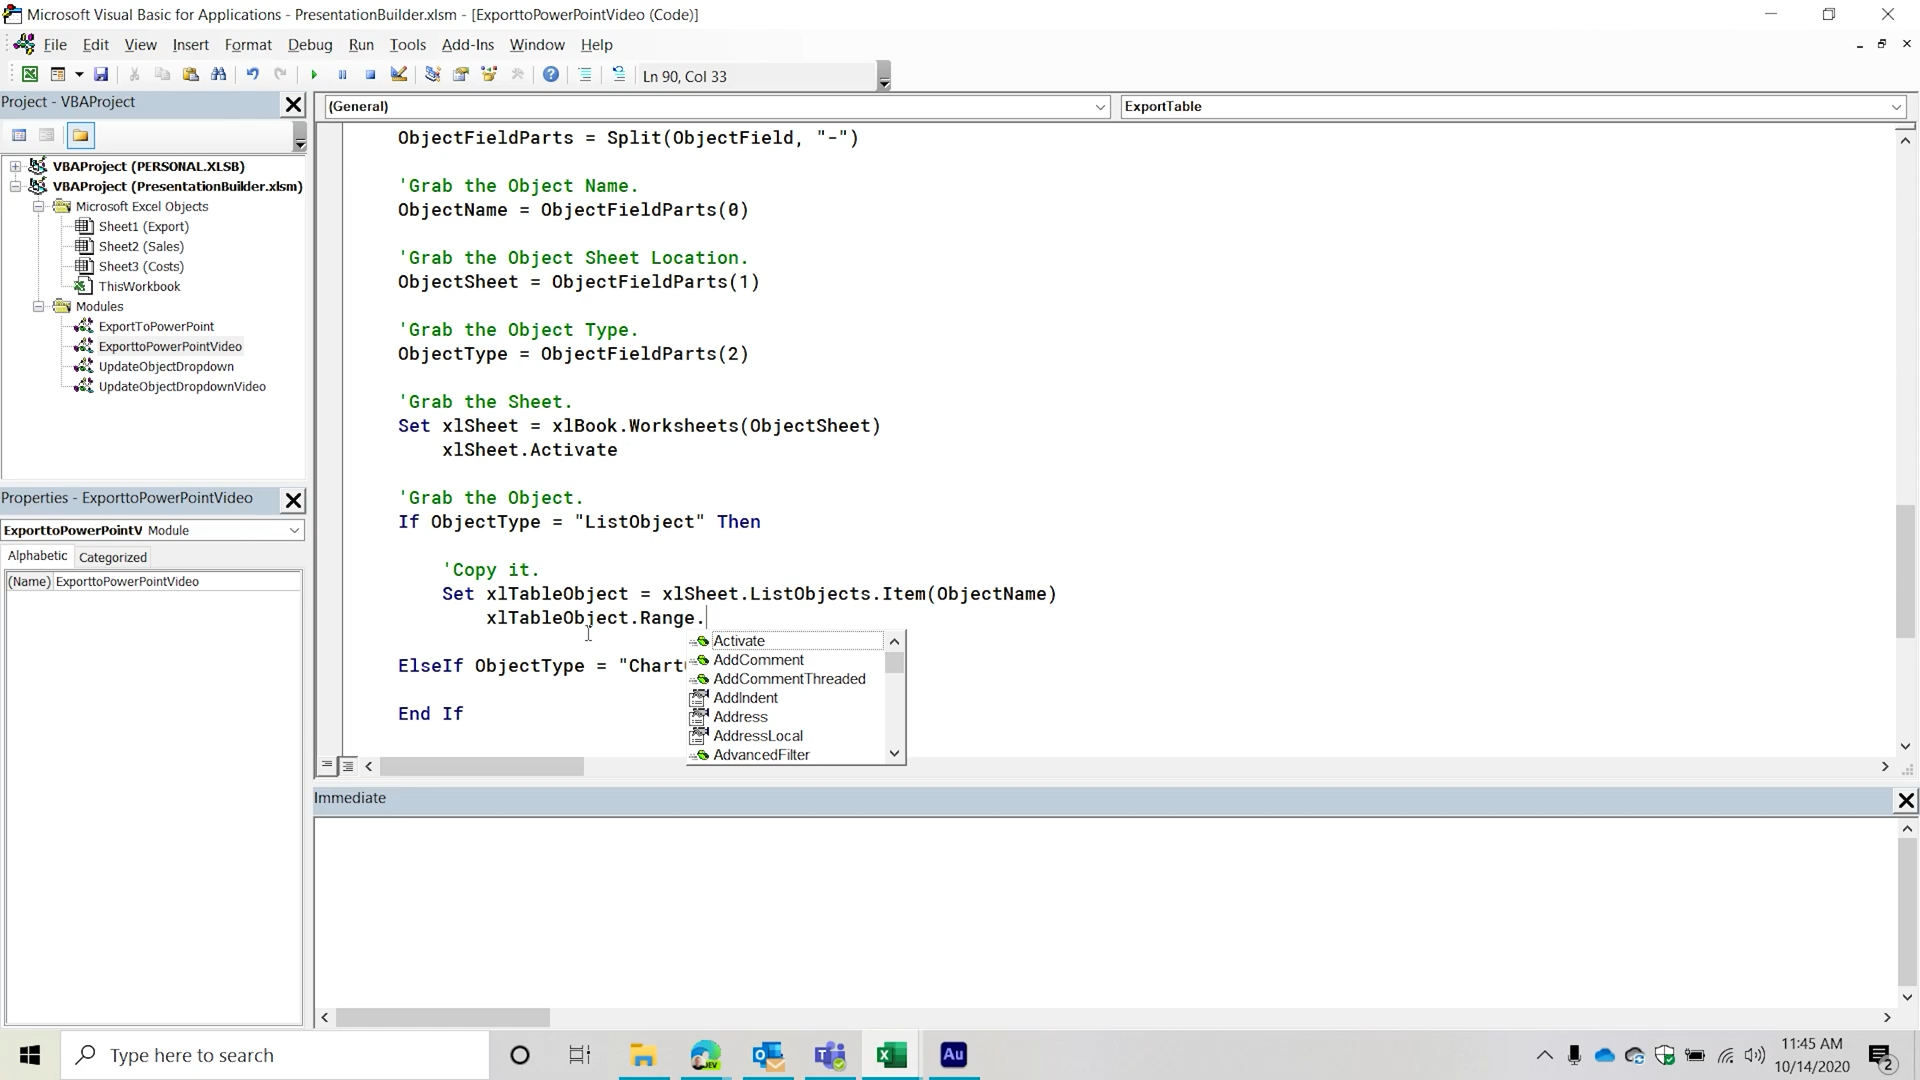 Microsoft Visual Basic for Applications - PresentationBuilder.xlsm - [ExporttoPowerPointVideo (Code)]
File Edit View Insert Format Debug Run Tools Add-Ins Window Help
Ln 90, Col 33
Project - VBAProject
(General)
ExportTable
VBAProject (PERSONAL.XLSB)
VBAProject (PresentationBuilder.xlsm)
Microsoft Excel Objects
Sheet1 (Export)
Sheet2 (Sales)
Sheet3 (Costs)
ThisWorkbook
Modules
ExportToPowerPoint
ExporttoPowerPointVideo
UpdateObjectDropdown
UpdateObjectDropdownVideo
Properties - ExporttoPowerPointVideo
ExporttoPowerPointV Module
Alphabetic Categorized
(Name) ExporttoPowerPointVideo
ObjectFieldParts = Split(ObjectField, "-")
'Grab the Object Name.
ObjectName = ObjectFieldParts(0)
'Grab the Object Sheet Location.
ObjectSheet = ObjectFieldParts(1)
'Grab the Object Type.
ObjectType = ObjectFieldParts(2)
'Grab the Sheet.
Set xlSheet = xlBook.Worksheets(ObjectSheet)
xlSheet.Activate
'Grab the Object.
If ObjectType = "ListObject" Then
'Copy it.
Set xlTableObject = xlSheet.ListObjects.Item(ObjectName)
xlTableObject.Range.
ElseIf ObjectType = "Chart
End If
Activate
AddComment
AddCommentThreaded
AddIndent
Address
AddressLocal
AdvancedFilter
Immediate
Type here to search
DEV
Au
11:45 AM
10/14/2020
2